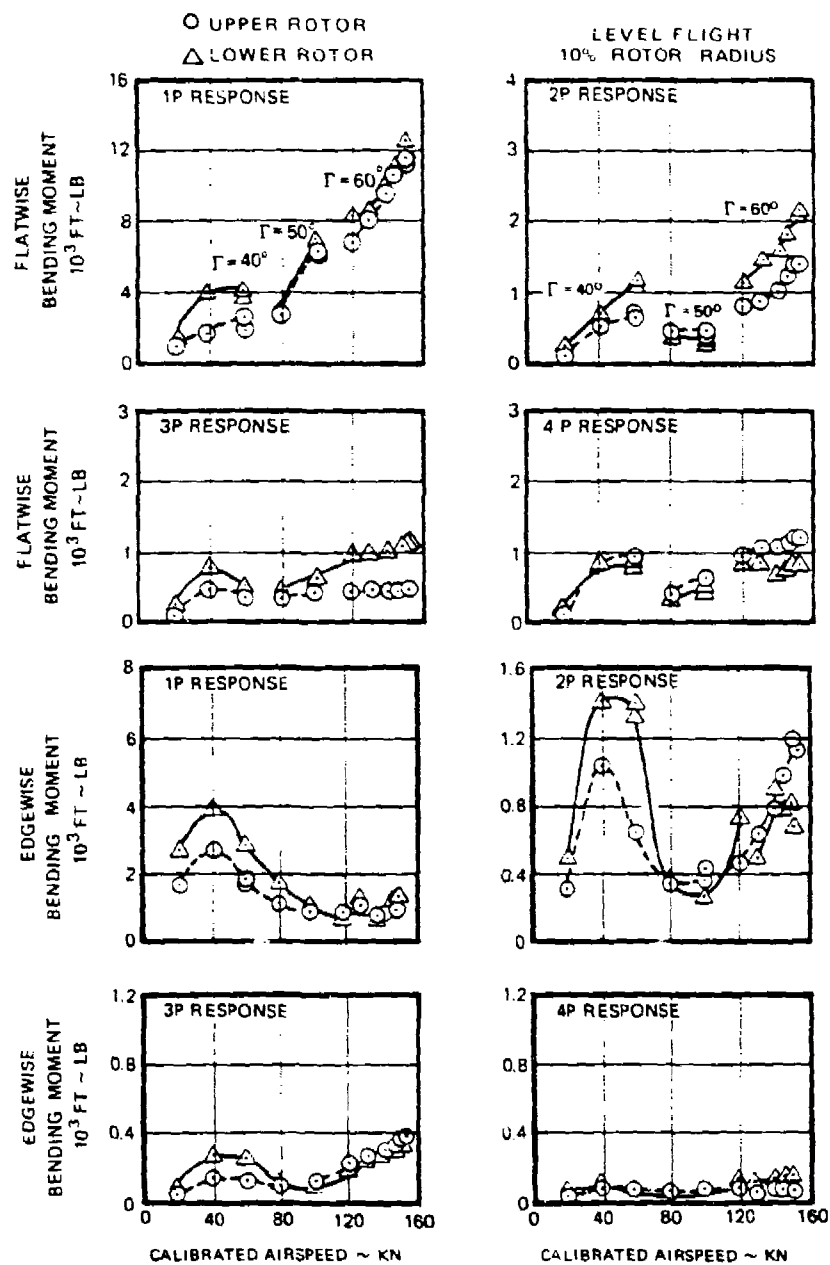 UPPER ROTOR
LOWER ROTOR
LEVEL FLIGHT
10% ROTOR RADIUS
FLATWISE
BENDING MOMENT
10³ FT~LB
1P RESPONSE
16
12
8
4
0
Γ = 40°
Γ = 50°
Γ = 60°
2P RESPONSE
4
3
2
1
0
Γ = 40°
Γ = 50°
Γ = 60°
FLATWISE
BENDING MOMENT
10³ FT~LB
3P RESPONSE
3
2
1
0
4 P RESPONSE
3
2
1
0
EDGEWISE
BENDING MOMENT
10³ FT ~ LB
1P RESPONSE
8
6
4
2
0
2P RESPONSE
1.6
1.2
0.8
0.4
0
EDGEWISE
BENDING MOMENT
10³ FT ~ LB
3P RESPONSE
1.2
0.8
0.4
0
0 40 80 120 160
CALIBRATED AIRSPEED ~ KN
4P RESPONSE
1.2
0.8
0.4
0
0 40 80 120 160
CALIBRATED AIRSPEED ~ KN